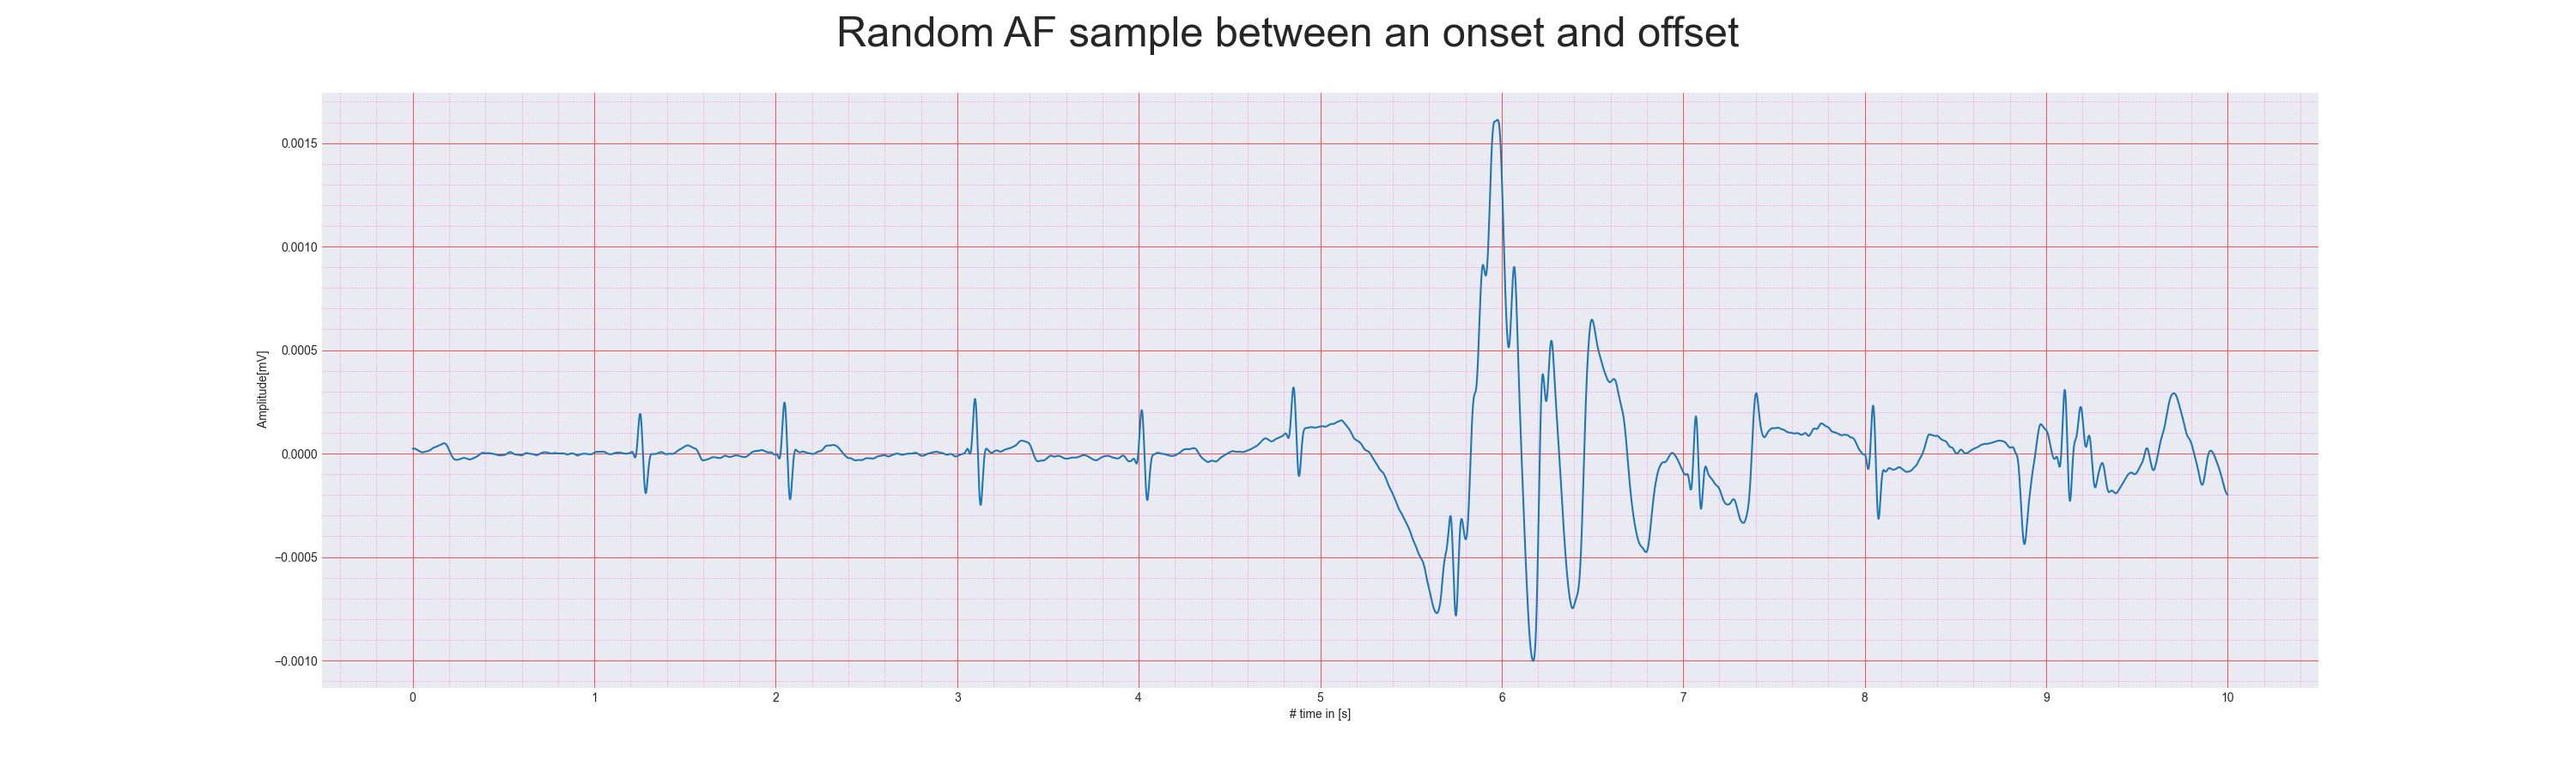 Random AF sample between an onset and offset
0.0015
0.0010
0.0005
0.0000
−0.0005
−0.0010
Amplitude[mV]
0 1 2 3 4 5 6 7 8 9 10
# time in [s]